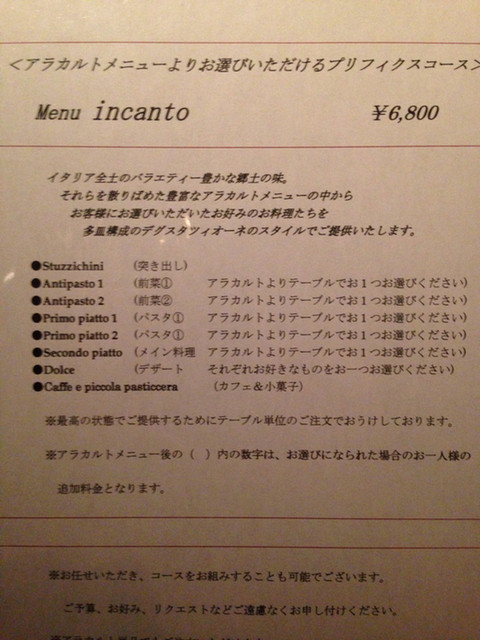 ＜アラカルトメニューよりお選びいただけるプリフィクスコース＞
Menu incanto ￥6,800
イタリア全土のバラエティー豊かな郷土の味。
それらを散りばめた豊富なアラカルトメニューの中から
お客様にお選びいただいたお好みのお料理たちを
多皿構成のデグスタツィオーネのスタイルでご提供いたします。
●Stuzzichini (突き出し)
●Antipasto 1 (前菜① アラカルトよりテーブルでお１つお選びください)
●Antipasto 2 (前菜② アラカルトよりテーブルでお１つお選びください)
●Primo piatto 1 (パスタ① アラカルトよりテーブルでお１つお選びください)
●Primo piatto 2 (パスタ① アラカルトよりテーブルでお１つお選びください)
●Secondo piatto (メイン料理 アラカルトよりテーブルでお１つお選びください)
●Dolce (デザート それぞれお好きなものをお一つお選びください)
●Caffe e piccola pasticcera (カフェ＆小菓子)
※最高の状態でご提供するためにテーブル単位のご注文でおうけしております。
※アラカルトメニュー後の（ ）内の数字は、お選びになられた場合のお一人様の
追加料金となります。
※お任せいただき、コースをお組みすることも可能でございます。
ご予算、お好み、リクエストなどご遠慮なくお申し付けください。